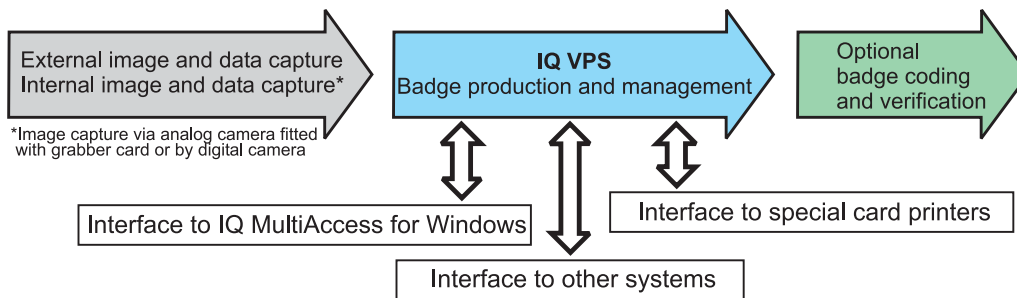 External image and data capture
Internal image and data capture*
*Image capture via analog camera fitted
with grabber card or by digital camera
IQ VPS
Badge production and management
Optional
badge coding
and verification
Interface to IQ MultiAccess for Windows
Interface to special card printers
Interface to other systems